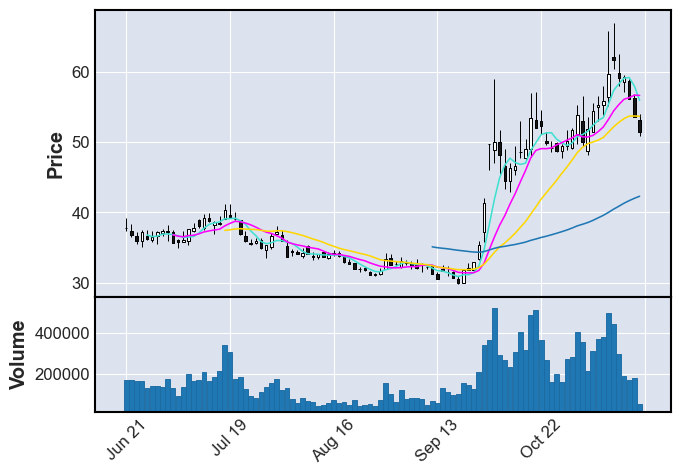 Price
60
50
40
30
Volume
400000
200000
Jun 21
Jul 19
Aug 16
Sep 13
Oct 22